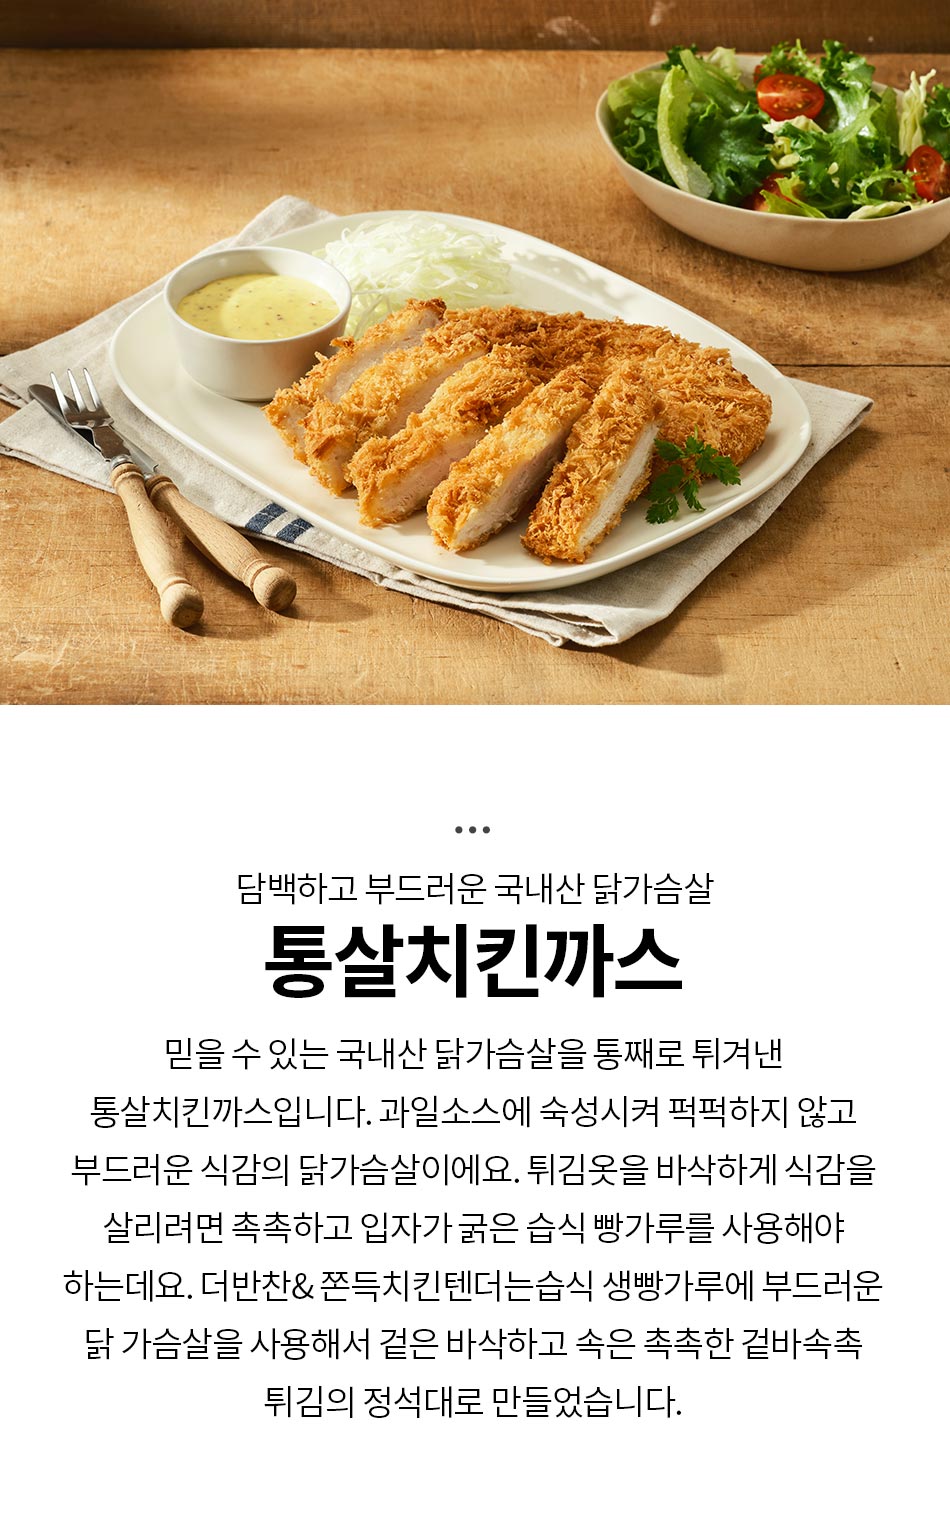 담백하고 부드러운 국내산 닭가슴살
통살치킨까스
믿을 수 있는 국내산 닭가슴살을 통째로 튀겨낸
통살치킨까스입니다. 과일소스에 숙성시켜 퍽퍽하지 않고
부드러운 식감의 닭가슴살이에요. 튀김옷을 바삭하게 식감을
살리려면 촉촉하고 입자가 굵은 습식 빵가루를 사용해야
하는데요. 더반찬& 쫀득치킨텐더는습식 생빵가루에 부드러운
닭 가슴살을 사용해서 겉은 바삭하고 속은 촉촉한 겉바속촉
튀김의 정석대로 만들었습니다.